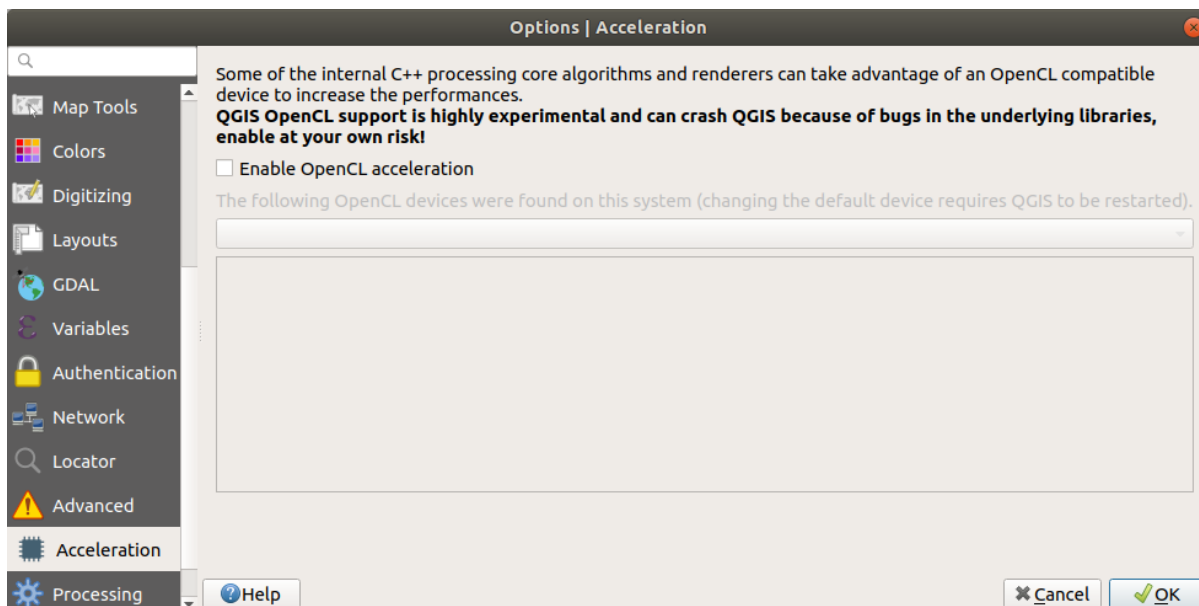 Options | Acceleration
Map Tools
Colors
Digitizing
Layouts
GDAL
Variables
Authentication
Network
Locator
Advanced
Acceleration
Processing
Some of the internal C++ processing core algorithms and renderers can take advantage of an OpenCL compatible
device to increase the performances.
QGIS OpenCL support is highly experimental and can crash QGIS because of bugs in the underlying libraries,
enable at your own risk!
Enable OpenCL acceleration
The following OpenCL devices were found on this system (changing the default device requires QGIS to be restarted).
Help
Cancel
OK